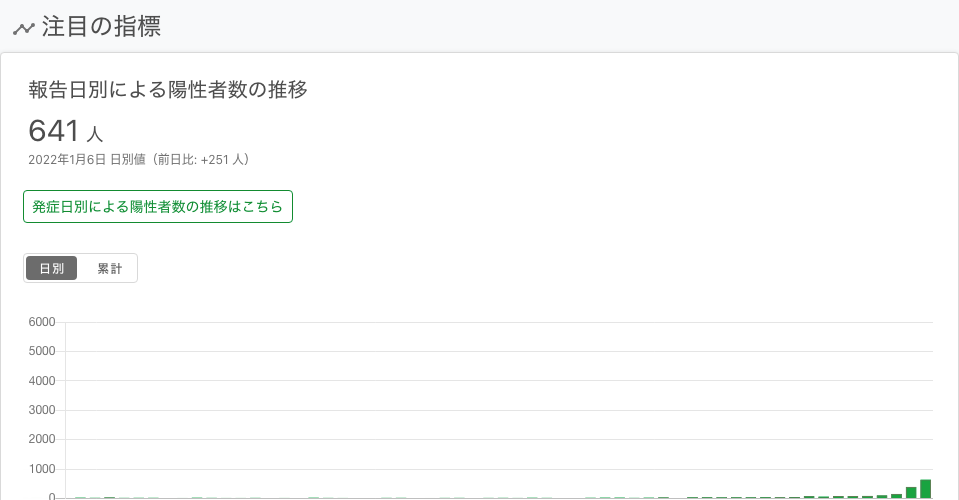 注目の指標
報告日別による陽性者数の推移
641 人
2022年1月6日 日別値（前日比: +251 人）
発症日別による陽性者数の推移はこちら
日別 累計
6000
5000
4000
3000
2000
1000
0